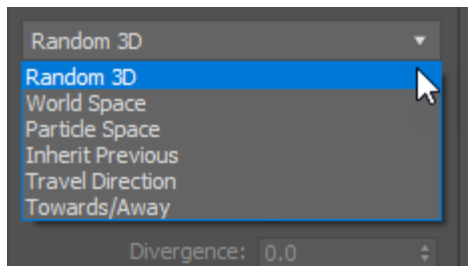 Random 3D
Random 3D
World Space
Particle Space
Inherit Previous
Travel Direction
Towards/Away
Divergence: 0.0